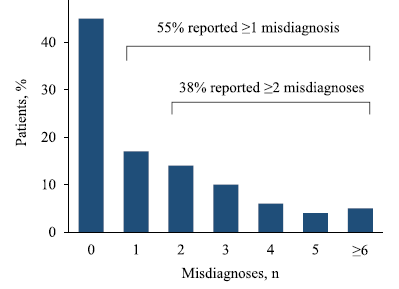 55% reported ≥1 misdiagnosis
38% reported ≥2 misdiagnoses
Patients, %
40
30
20
10
0
0 1 2 3 4 5 ≥6
Misdiagnoses, n